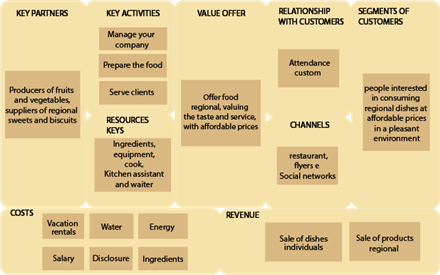 KEY PARTNERS
Producers of fruits
and vegetables,
suppliers of regional
sweets and biscuits
KEY ACTIVITIES
Manage your
company
Prepare the food
Serve clients
RESOURCES
KEYS
Ingredients,
equipment,
cook,
Kitchen assistant
and waiter
VALUE OFFER
Offer food
regional, valuing
the taste and service,
with affordable prices
RELATIONSHIP
WITH CUSTOMERS
Attendance
custom
CHANNELS
restaurant,
flyers e
Social networks
SEGMENTS OF
CUSTOMERS
people interested
in consuming
regional dishes at
affordable prices
in a pleasant
environment
COSTS
Vacation
rentals
Water
Energy
Salary
Disclosure
Ingredients
REVENUE
Sale of dishes
individuals
Sale of products
regional